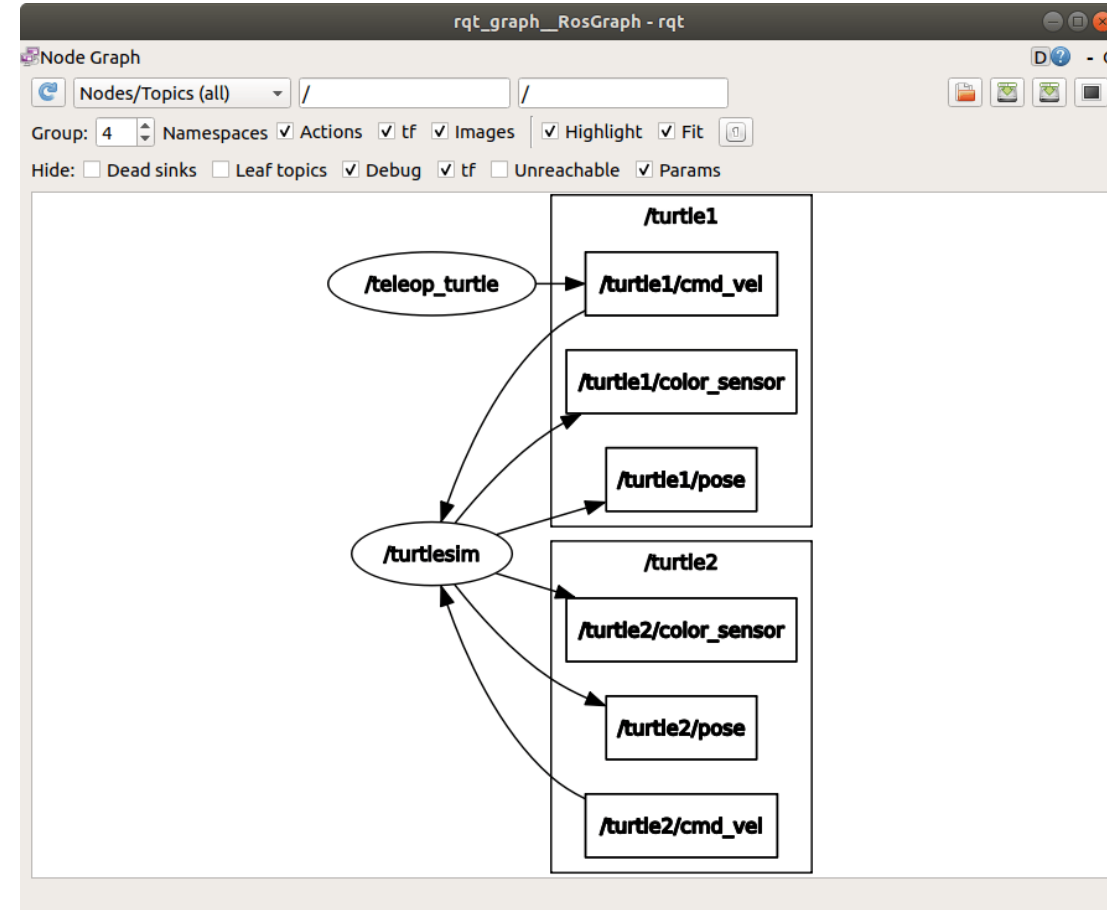 rqt_graph__RosGraph - rqt
Node Graph
D
-
Nodes/Topics (all)
/
/
Group: 4 Namespaces Actions tf Images Highlight Fit
Hide: Dead sinks Leaf topics Debug tf Unreachable Params
/turtle1
/teleop_turtle
/turtle1/cmd_vel
/turtle1/color_sensor
/turtle1/pose
/turtlesim
/turtle2
/turtle2/color_sensor
/turtle2/pose
/turtle2/cmd_vel